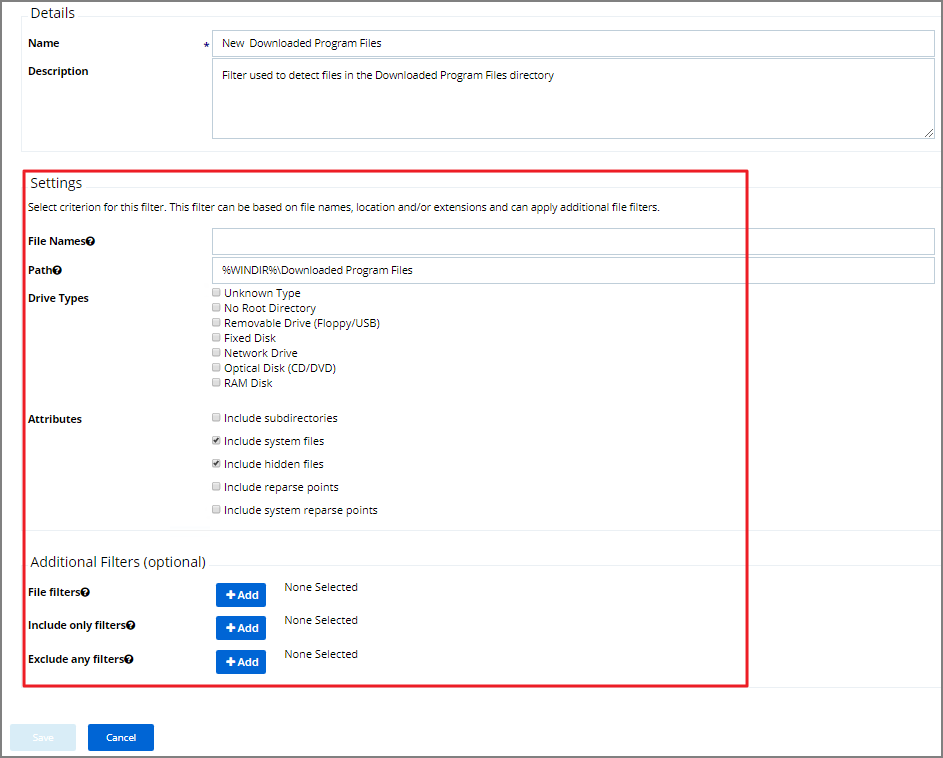 Details
Name * New Downloaded Program Files
Description Filter used to detect files in the Downloaded Program Files directory
Settings
Select criterion for this filter. This filter can be based on file names, location and/or extensions and can apply additional file filters.
File Names?
Path? %WINDIR%\Downloaded Program Files
Drive Types
Unknown Type
No Root Directory
Removable Drive (Floppy/USB)
Fixed Disk
Network Drive
Optical Disk (CD/DVD)
RAM Disk
Attributes
Include subdirectories
Include system files
Include hidden files
Include reparse points
Include system reparse points
Additional Filters (optional)
File filters? +Add None Selected
Include only filters? +Add None Selected
Exclude any filters? +Add None Selected
Save Cancel